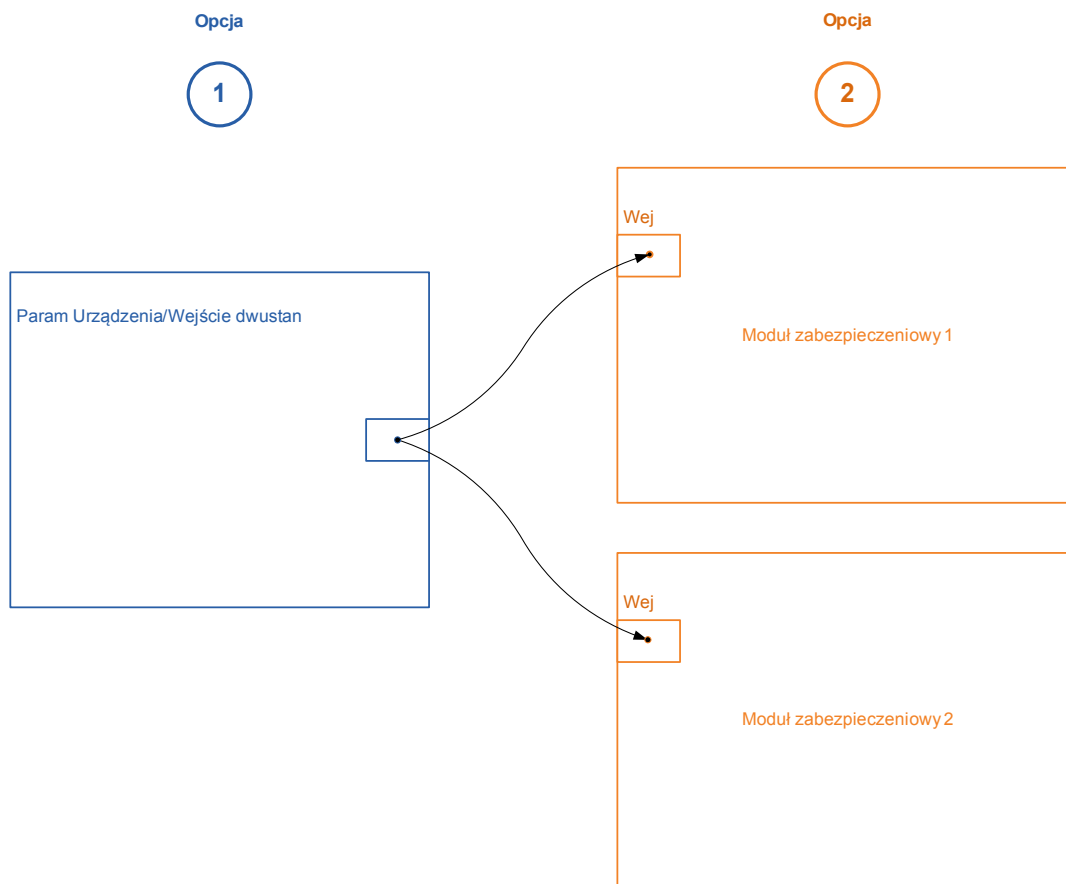 Opcja
1
Opcja
2
Param Urządzenia/Wejście dwustan
Wej
Moduł zabezpieczeniowy 1
Wej
Moduł zabezpieczeniowy 2